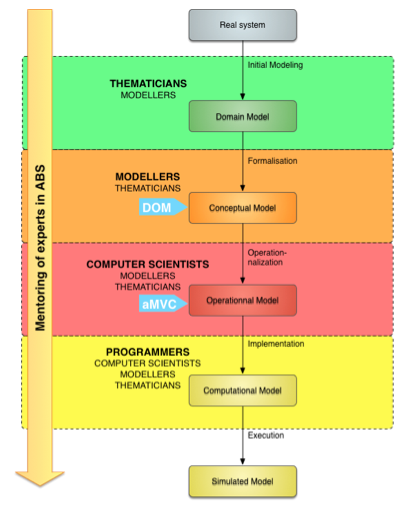 Real system
Initial Modeling
THEMATICIANS
MODELLERS
Domain Model
Formalisation
MODELLERS
THEMATICIANS
DOM
Conceptual Model
Operation-
nalization
COMPUTER SCIENTISTS
MODELLERS
THEMATICIANS
aMVC
Operationnal Model
Implementation
PROGRAMMERS
COMPUTER SCIENTISTS
MODELLERS
THEMATICIANS
Computational Model
Execution
Simulated Model
Mentoring of experts in ABS